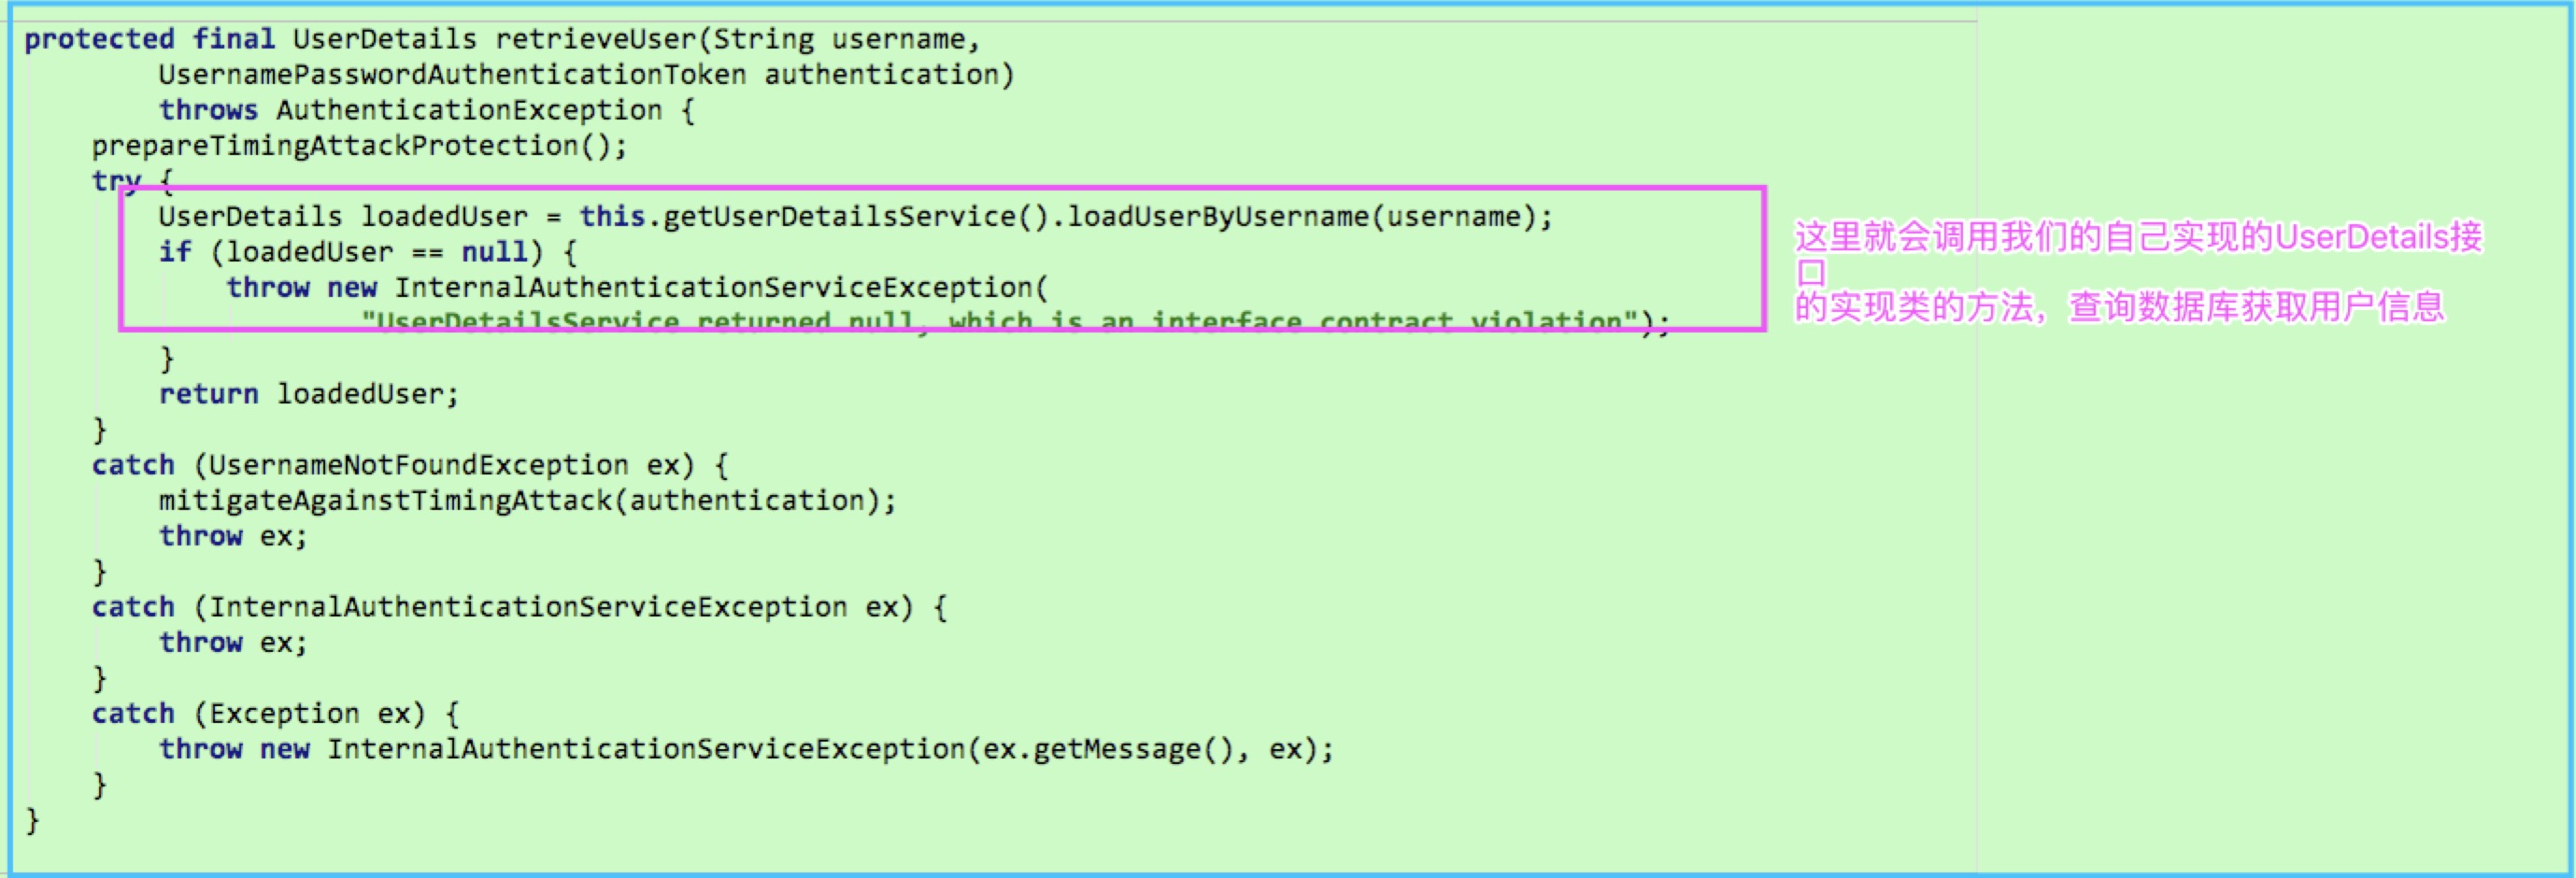 protected final UserDetails retrieveUser(String username,
        UsernamePasswordAuthenticationToken authentication)
        throws AuthenticationException {
    prepareTimingAttackProtection();
    try {
        UserDetails loadedUser = this.getUserDetailsService().loadUserByUsername(username);
        if (loadedUser == null) {
            throw new InternalAuthenticationServiceException(
                    "UserDetailsService returned null, which is an interface contract violation");
        }
        return loadedUser;
    }
    catch (UsernameNotFoundException ex) {
        mitigateAgainstTimingAttack(authentication);
        throw ex;
    }
    catch (InternalAuthenticationServiceException ex) {
        throw ex;
    }
    catch (Exception ex) {
        throw new InternalAuthenticationServiceException(ex.getMessage(), ex);
    }
}
这里就会调用我们的自己实现的UserDetails接
口
的实现类的方法，查询数据库获取用户信息